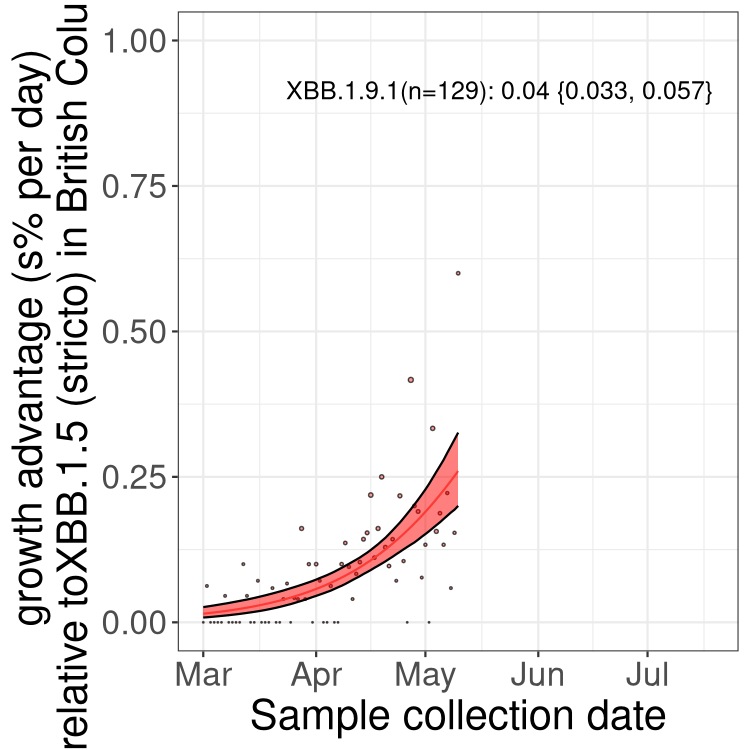 growth advantage (s% per day)
relative toXBB.1.5 (stricto) in British Colu
1.00
0.75
0.50
0.25
0.00
XBB.1.9.1(n=129): 0.04 {0.033, 0.057}
Mar Apr May Jun Jul
Sample collection date